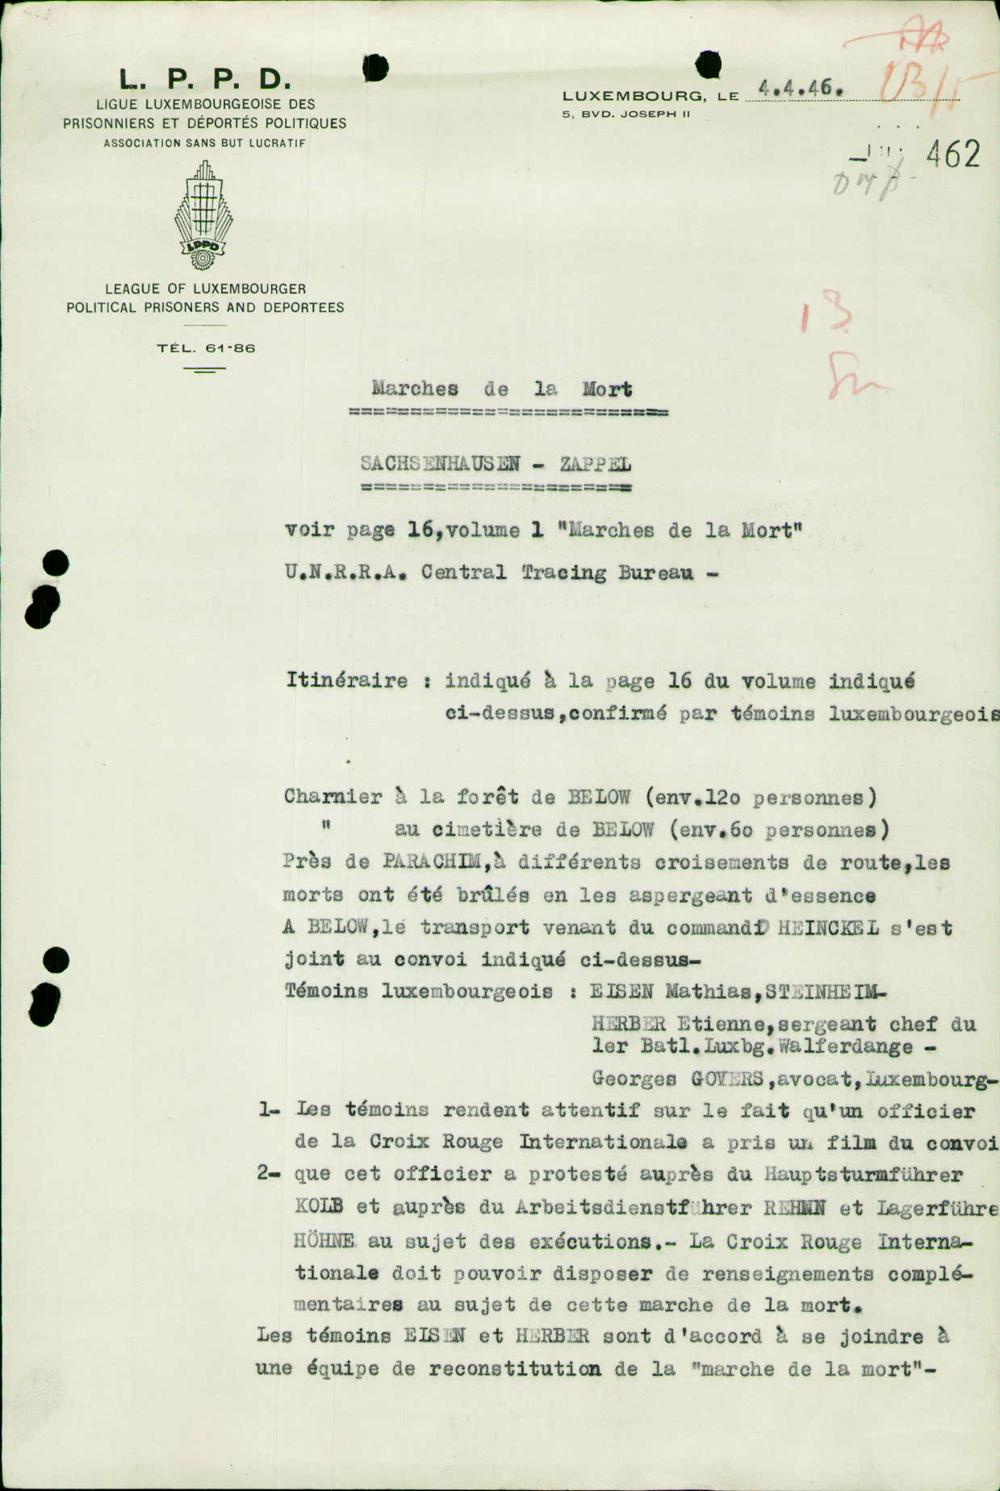 L. P. P. D.
LIGUE LUXEMBOURGEOISE DES
PRISONNIERS ET DÉPORTÉS POLITIQUES
ASSOCIATION SANS BUT LUCRATIF
LPPD
LEAGUE OF LUXEMBOURGER
POLITICAL PRISONERS AND DEPORTEES
TÉL. 61-86
LUXEMBOURG, LE 4.4.46.
5, BVD. JOSEPH II
462
13
Marches de la Mort
SACHSENHAUSEN - ZAPPEL
voir page 16,volume 1 "Marches de la Mort"
U.N.R.R.A. Central Tracing Bureau -
Itinéraire : indiqué à la page 16 du volume indiqué
ci-dessus,confirmé par témoins luxembourgeois
Charnier à la forêt de BELOW (env.12o personnes)
" au cimetière de BELOW (env.6o personnes)
Près de PARACHIM,à différents croisements de route,les
morts ont été brûlés en les aspergeant d'essence
A BELOW,le transport venant du commando HEINCKEL s'est
joint au convoi indiqué ci-dessus-
Témoins luxembourgeois : EISEN Mathias,STEINHEIM-
HERBER Etienne,sergeant chef du
1er Batl.Luxbg.Walferdange -
Georges GOVERS,avocat,Luxembourg-
1- Les témoins rendent attentif sur le fait qu'un officier
de la Croix Rouge Internationale a pris un film du convoi
2- que cet officier a protesté auprès du Hauptsturmführer
KOLB et auprès du Arbeitsdienstführer REHNN et Lagerführe
HÖHNE au sujet des exécutions.- La Croix Rouge Interna-
tionale doit pouvoir disposer de renseignements complé-
mentaires au sujet de cette marche de la mort.
Les témoins EISEN et HERBER sont d'accord à se joindre à
une équipe de reconstitution de la "marche de la mort"-